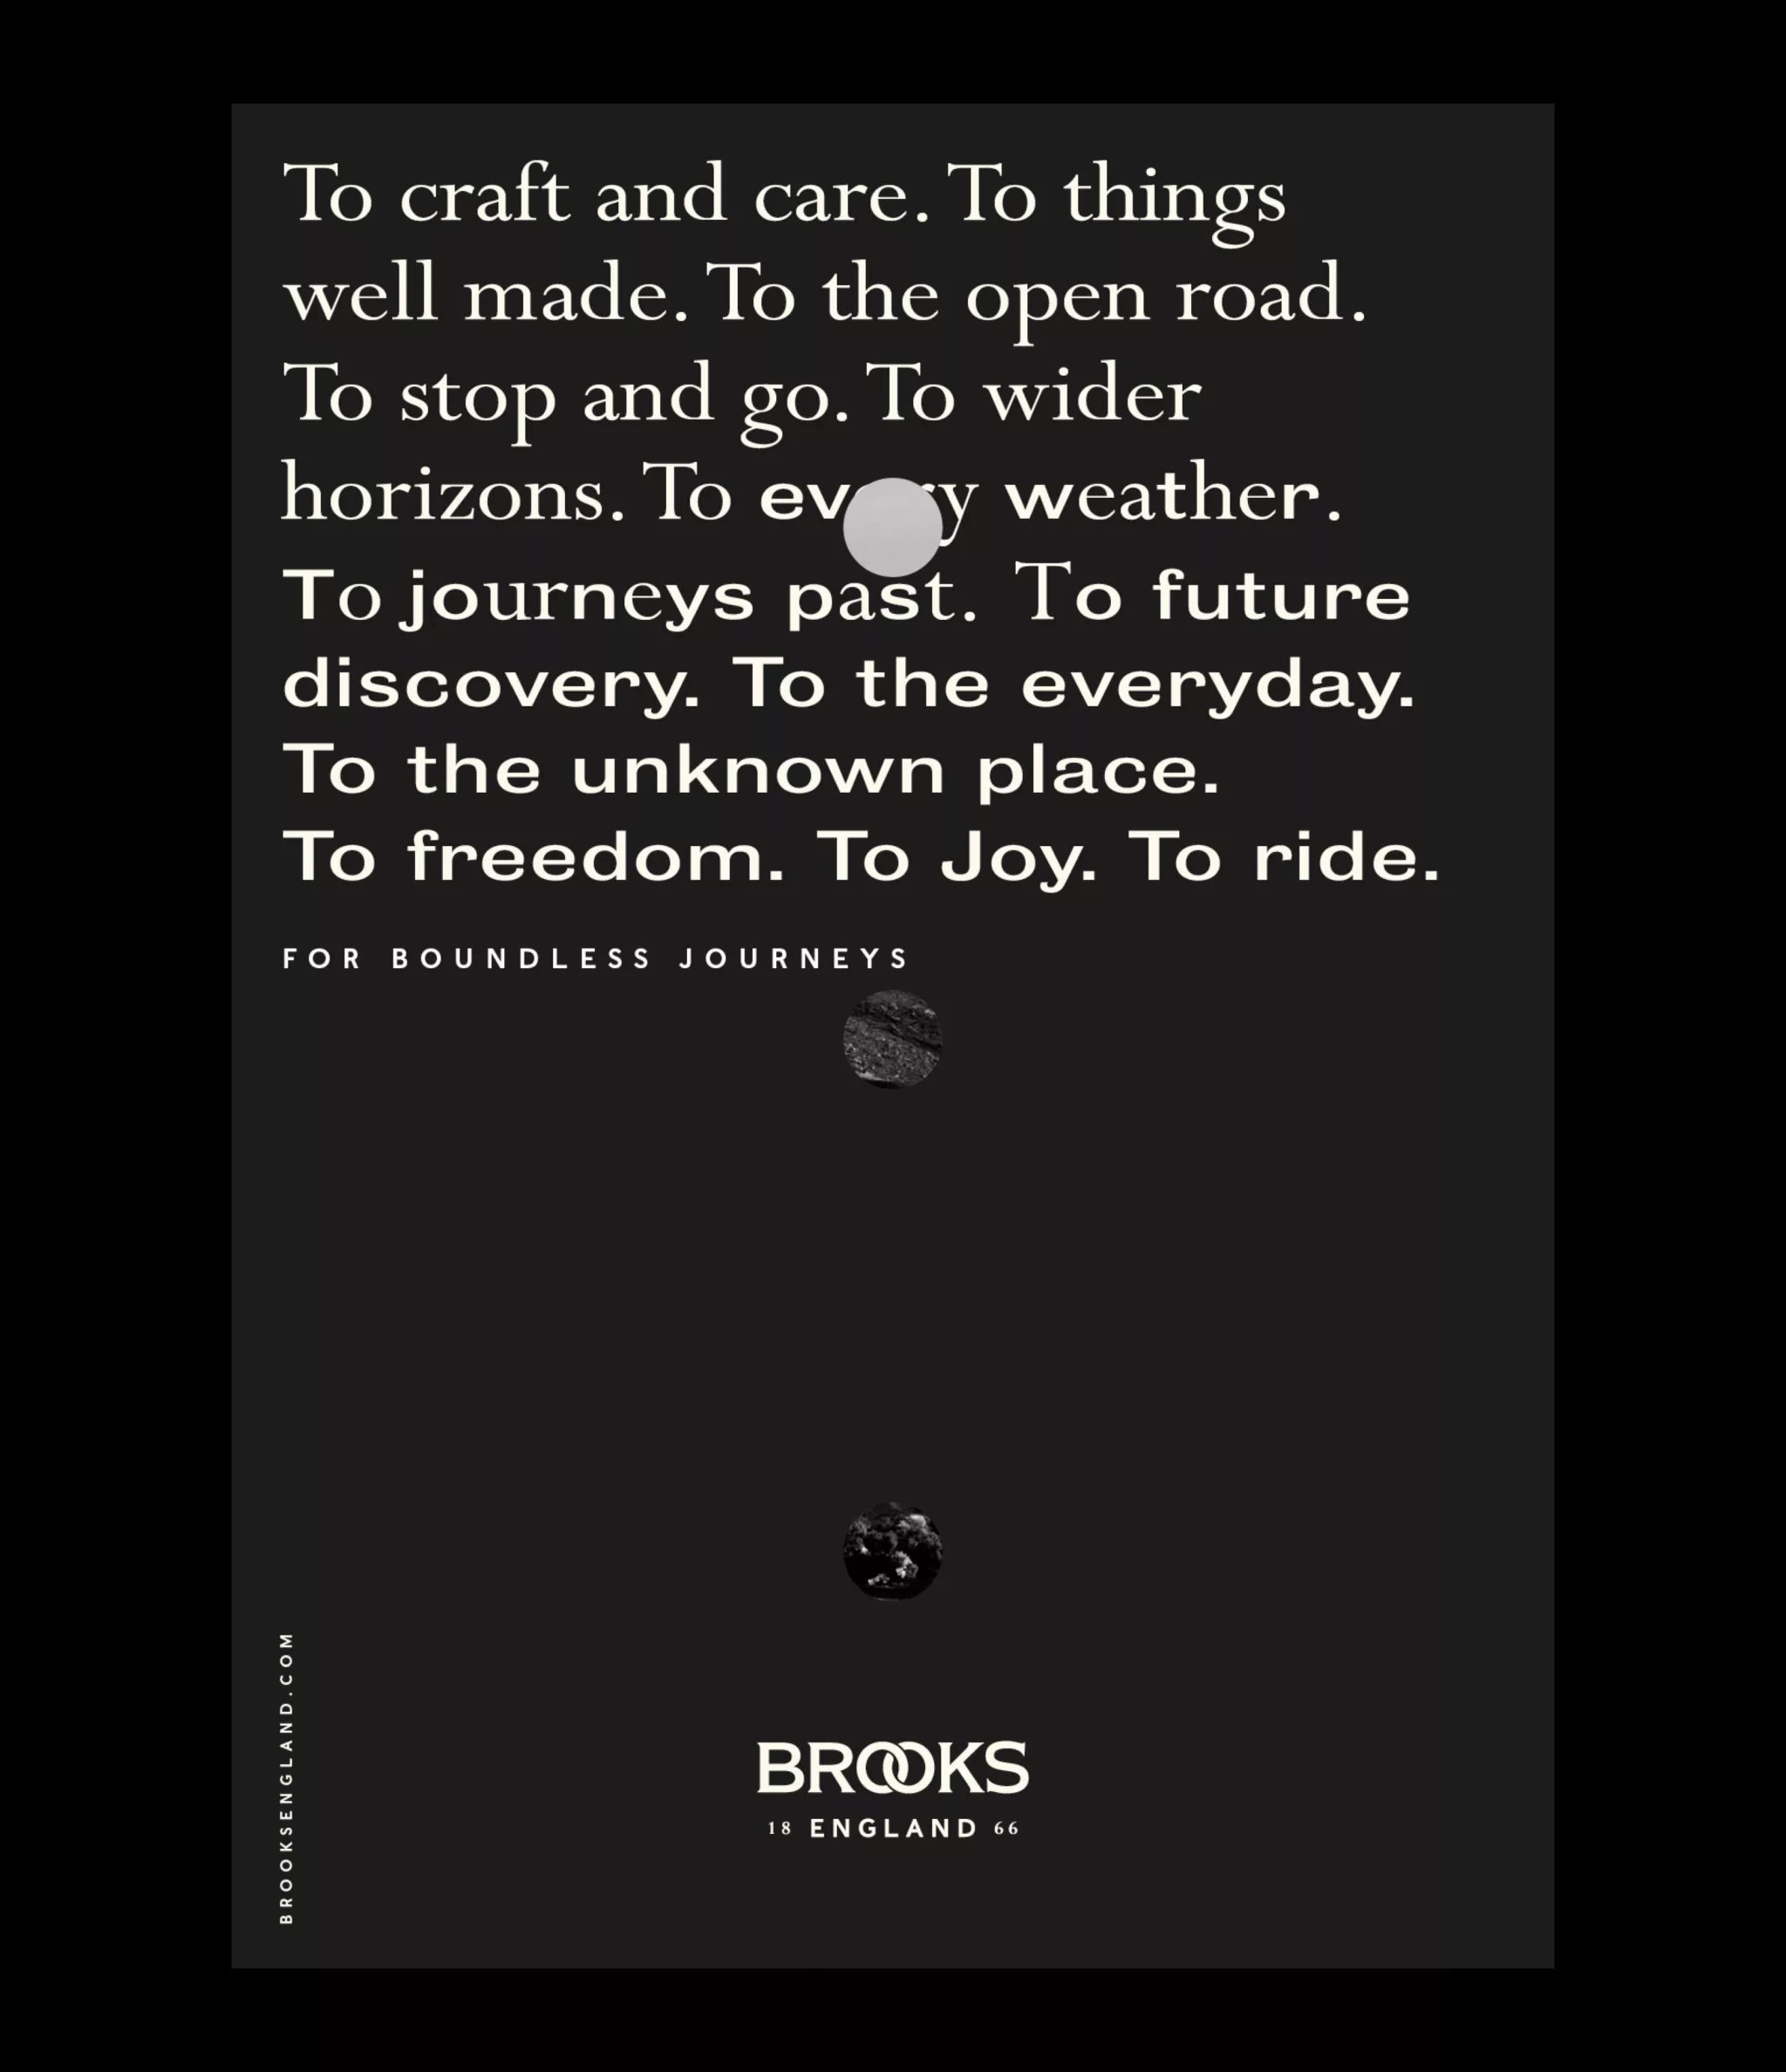 To craft and care. To things
well made. To the open road.
To stop and go. To wider
horizons. To every weather.
To journeys past. To future
discovery. To the everyday.
To the unknown place.
To freedom. To Joy. To ride.
FOR BOUNDLESS JOURNEYS
BROOKSENGLAND.COM
BROOKS
18 ENGLAND 66